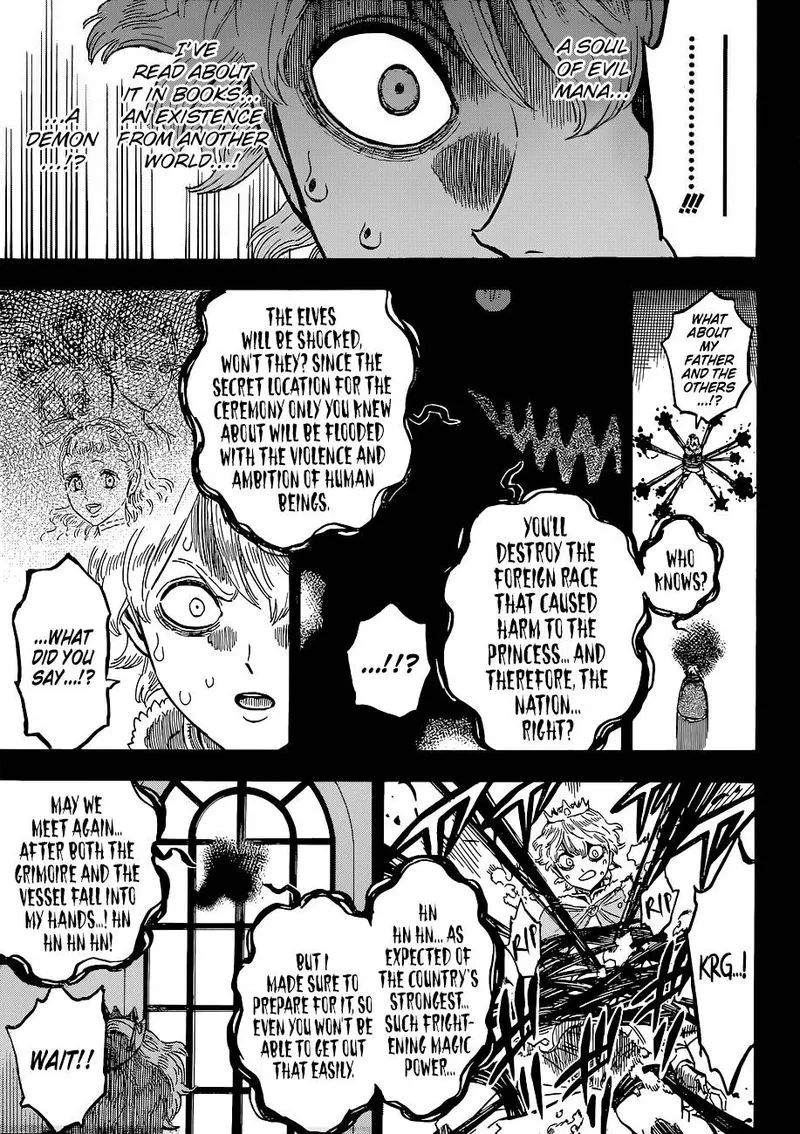 A SOUL
OF EVIL
MANA...
I'VE
READ ABOUT
IT IN BOOKS...
AN EXISTENCE
FROM ANOTHER
WORLD...!
...A
DEMON
...!?
!!!
WHAT
ABOUT
MY
FATHER
AND THE
OTHERS
...!?
WHO
KNOWS?
YOU'LL
DESTROY THE
FOREIGN RACE
THAT CAUSED
HARM TO THE
PRINCESS... AND
THEREFORE, THE
NATION...
RIGHT?
...!!?
THE ELVES
WILL BE SHOCKED,
WON'T THEY? SINCE THE
SECRET LOCATION FOR THE
CEREMONY ONLY YOU KNEW
ABOUT WILL BE FLOODED
WITH THE VIOLENCE AND
AMBITION OF HUMAN
BEINGS.
...WHAT
DID YOU
SAY...!?
KRG...!
RIP
RIP
HN
HN HN... AS
EXPECTED
OF THE
COUNTRY'S
STRONGEST...
SUCH FRIGHT-
ENING MAGIC
POWER...
BUT I
MADE SURE TO
PREPARE FOR IT, SO
EVEN YOU WON'T BE
ABLE TO GET OUT
THAT EASILY.
MAY WE
MEET AGAIN...
AFTER BOTH THE
GRIMOIRE AND THE
VESSEL FALL INTO
MY HANDS..! HN
HN HN HN!
WAIT!!